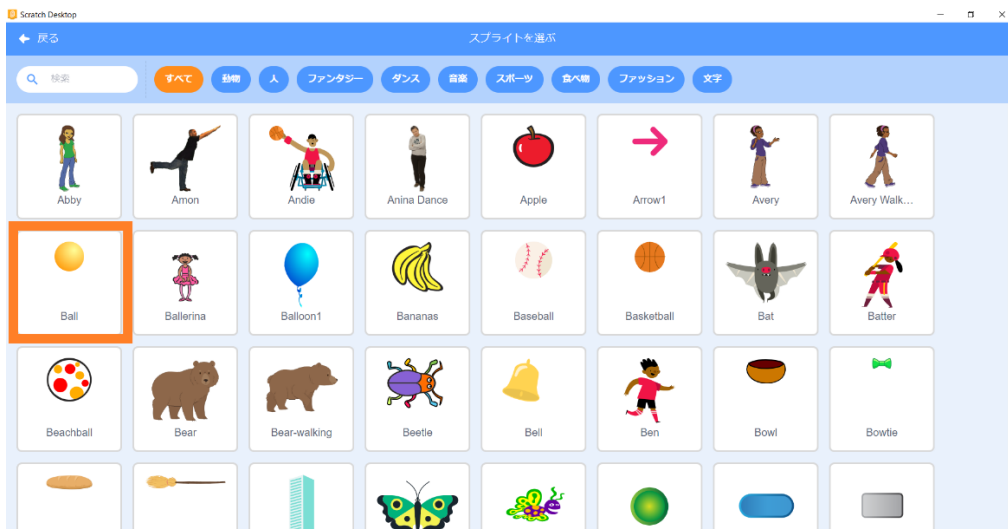 Scratch Desktop
戻る
スプライトを選ぶ
検索
すべて 動物 人 ファンタジー ダンス 音楽 スポーツ 食べ物 ファッション 文字
Abby Amon Andie Anina Dance Apple Arrow1 Avery Avery Walk...
Ball Ballerina Balloon1 Bananas Baseball Basketball Bat Batter
Beachball Bear Bear-walking Beetle Bell Ben Bowl Bowtie